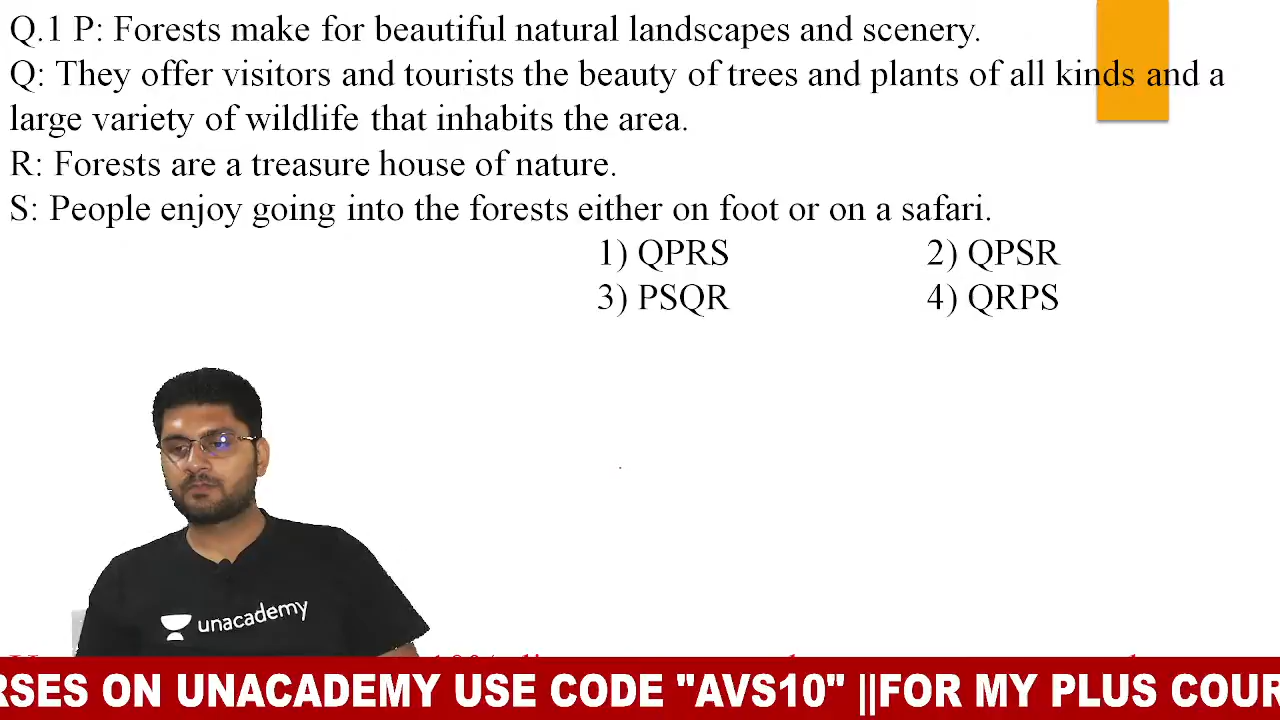 Q.1 P: Forests make for beautiful natural landscapes and scenery.
Q: They offer visitors and tourists the beauty of trees and plants of all kinds and a
large variety of wildlife that inhabits the area.
R: Forests are a treasure house of nature.
S: People enjoy going into the forests either on foot or on a safari.
1) QPRS 2) QPSR
3) PSQR 4) QRPS
unacademy
RSES ON UNACADEMY USE CODE "AVS10" ||FOR MY PLUS COUR